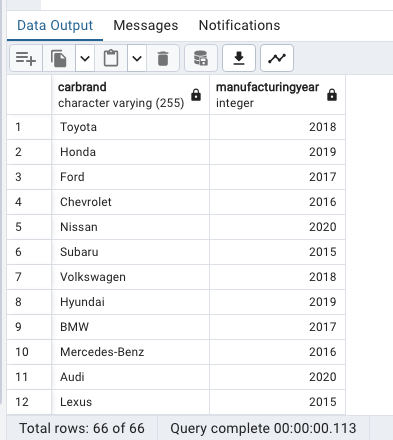 Data Output Messages Notifications
carbrand manufacturingyear
character varying (255) integer
1 Toyota 2018
2 Honda 2019
3 Ford 2017
4 Chevrolet 2016
5 Nissan 2020
6 Subaru 2015
7 Volkswagen 2018
8 Hyundai 2019
9 BMW 2017
10 Mercedes-Benz 2016
11 Audi 2020
12 Lexus 2015
Total rows: 66 of 66 Query complete 00:00:00.113